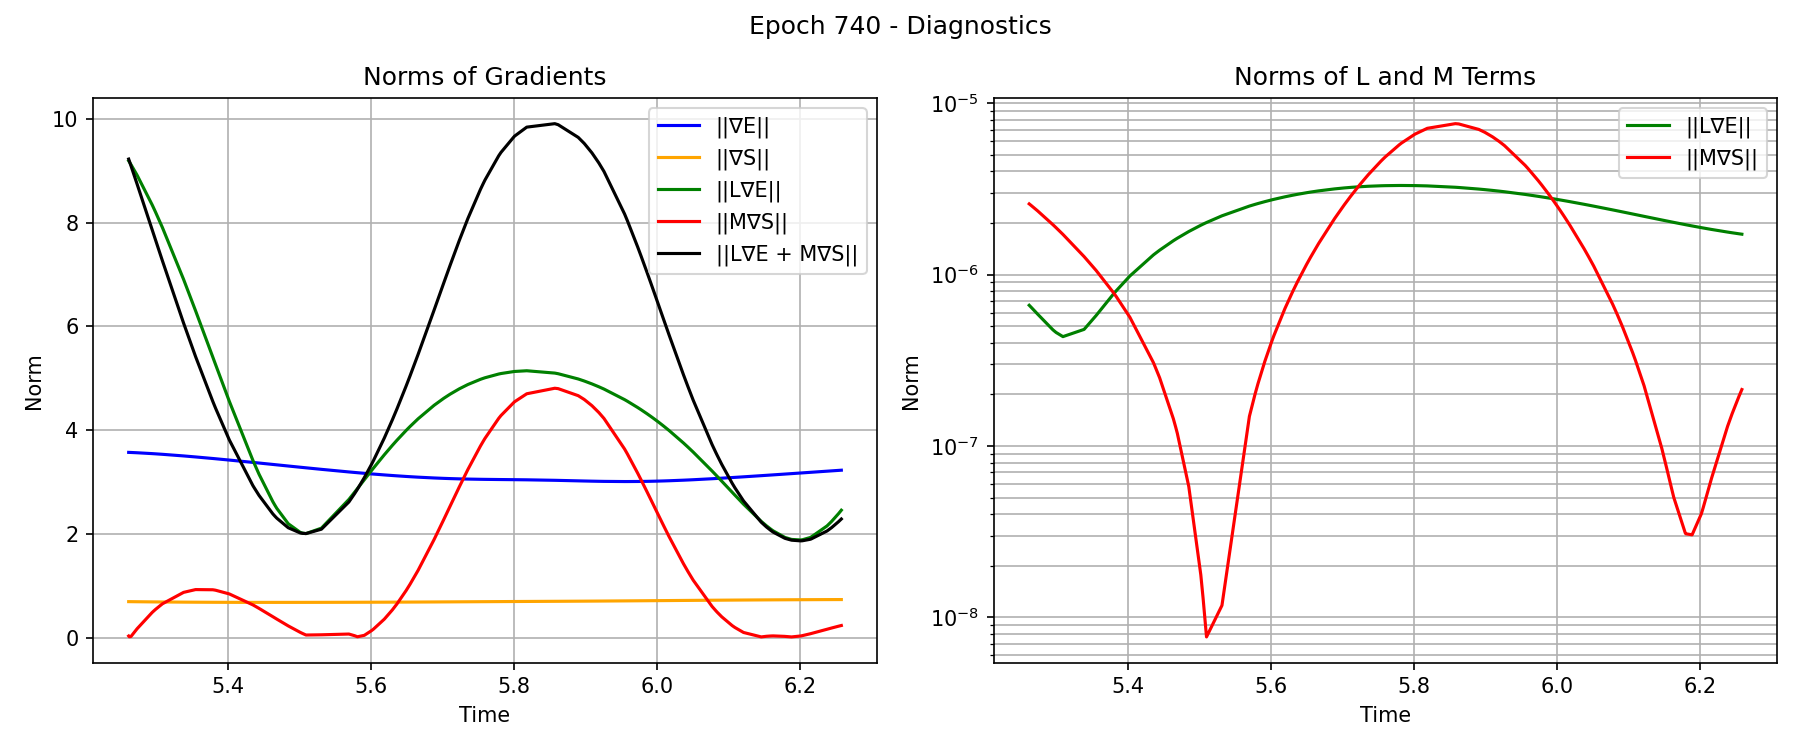 Epoch 740 - Diagnostics
Norms of Gradients
Norm
10
8
6
4
2
0
||∇E||
||∇S||
||L∇E||
||M∇S||
||L∇E + M∇S||
5.4 5.6 5.8 6.0 6.2
Time
Norms of L and M Terms
Norm
10⁻⁵
10⁻⁶
10⁻⁷
10⁻⁸
||L∇E||
||M∇S||
5.4 5.6 5.8 6.0 6.2
Time